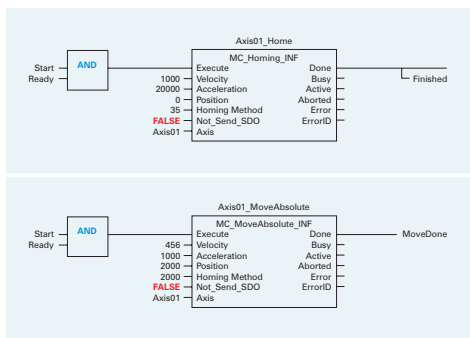 Axis01_Home
MC_Homing_INF
AND
Start
Ready
Execute Done
1000 Velocity Busy
20000 Acceleration Active
0 Position Aborted
35 Homing Method Error
FALSE Not_Send_SDO ErrorID
Axis01 Axis
Finished
Axis01_MoveAbsolute
MC_MoveAbsolute_INF
AND
Start
Ready
Execute Done MoveDone
456 Velocity Busy
1000 Acceleration Active
2000 Position Aborted
2000 Homing Method Error
FALSE Not_Send_SDO ErrorID
Axis01 Axis